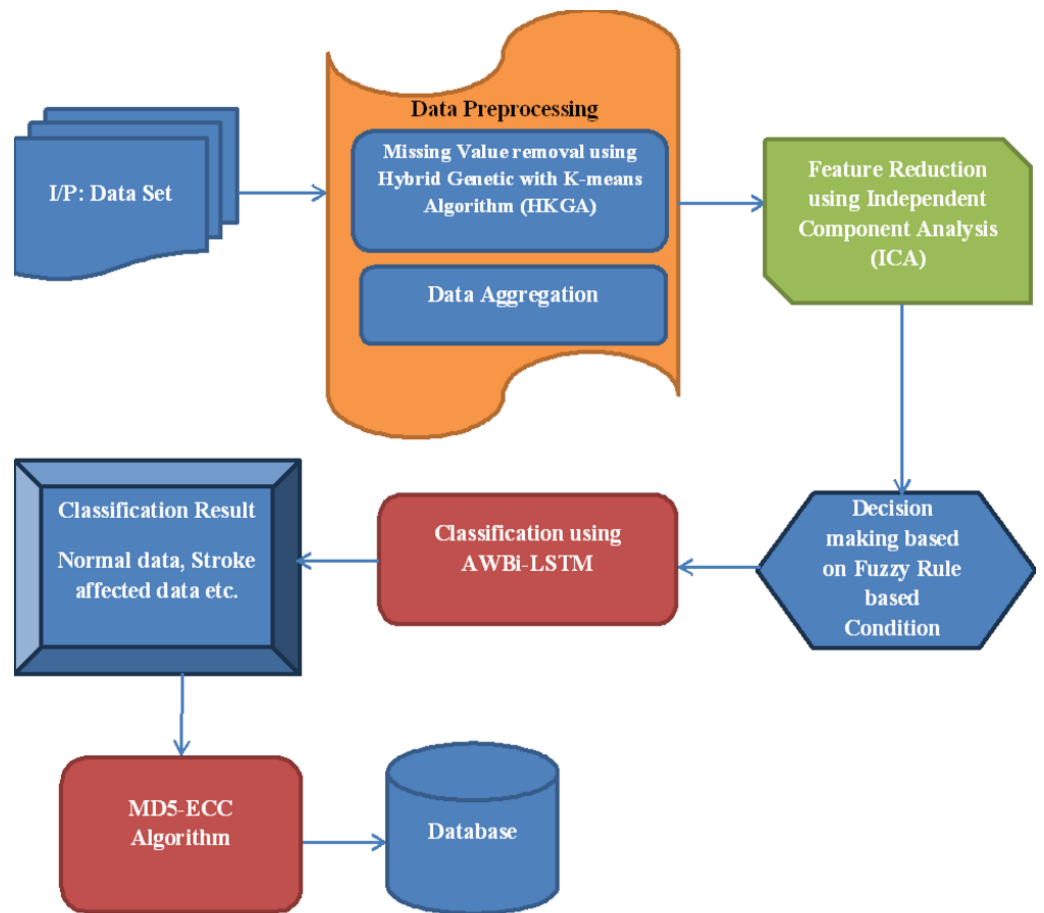 I/P: Data Set
Data Preprocessing
Missing Value removal using
Hybrid Genetic with K-means
Algorithm (HKGA)
Data Aggregation
Feature Reduction
using Independent
Component Analysis
(ICA)
Decision
making based
on Fuzzy Rule
based
Condition
Classification using
AWBi-LSTM
Classification Result
Normal data, Stroke
affected data etc.
MD5-ECC
Algorithm
Database